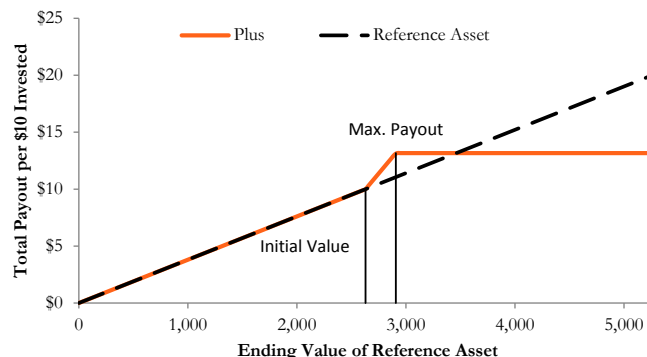 $25
Plus
Reference Asset
$20
Max. Payout
$15
$10
Initial Value
$5
$0
Total Payout per $10 Invested
0
1,000
2,000
3,000
4,000
5,000
Ending Value of Reference Asset